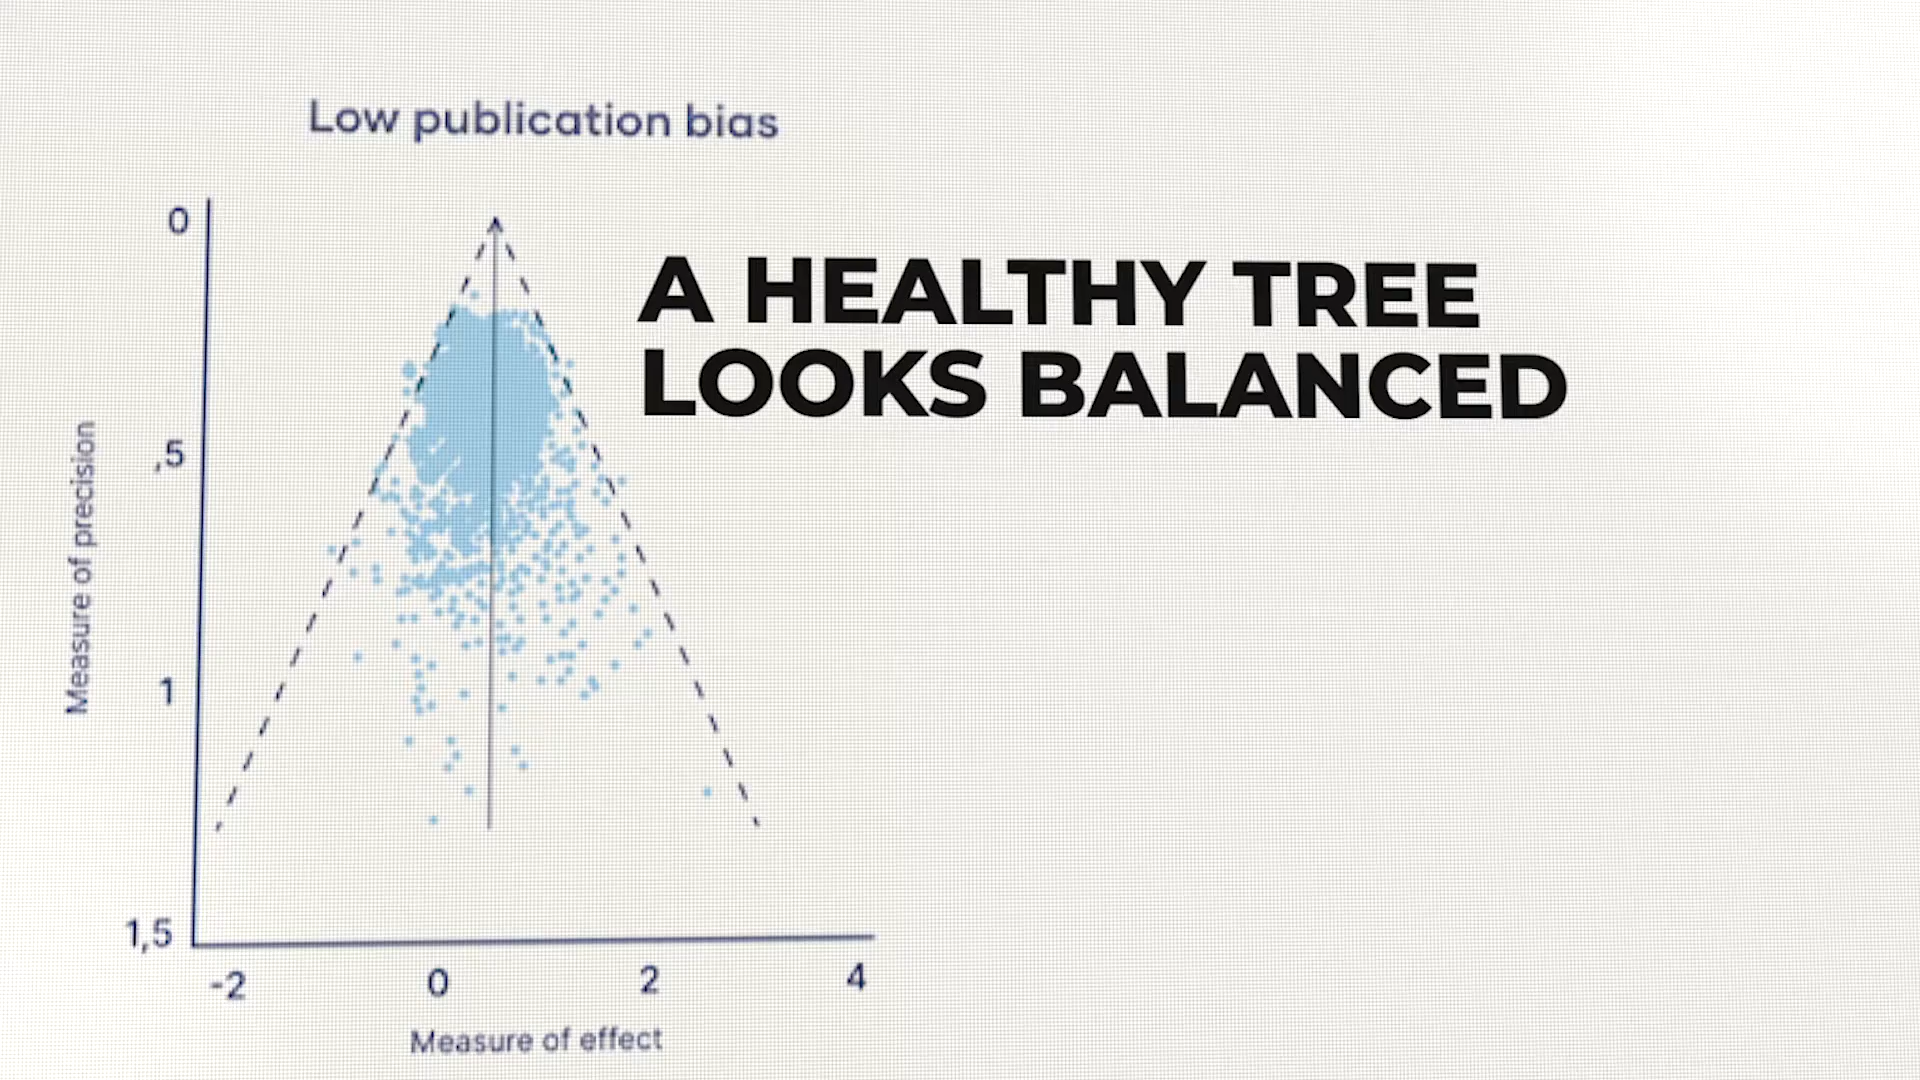 Low publication bias
A HEALTHY TREE
LOOKS BALANCED
0
,5
1
1,5
Measure of precision
-2 0 2 4
Measure of effect